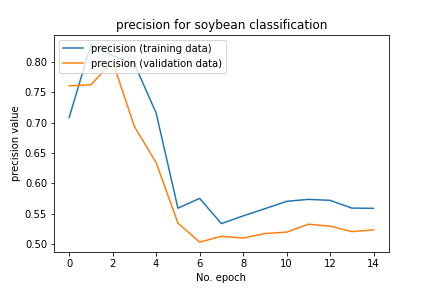 precision for soybean classification
precision (training data)
precision (validation data)
precision value
0.80
0.75
0.70
0.65
0.60
0.55
0.50
0 2 4 6 8 10 12 14
No. epoch